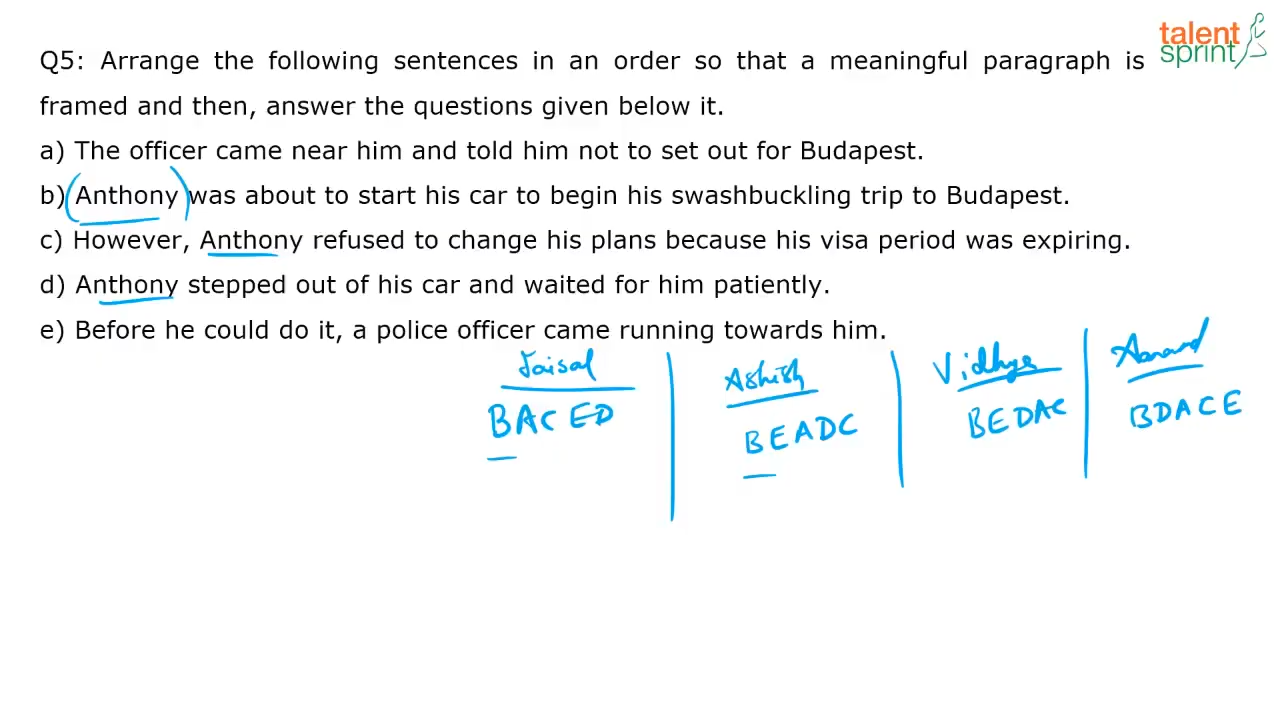 talent
sprint
Q5: Arrange the following sentences in an order so that a meaningful paragraph is
framed and then, answer the questions given below it.
a) The officer came near him and told him not to set out for Budapest.
b) Anthony was about to start his car to begin his swashbuckling trip to Budapest.
c) However, Anthony refused to change his plans because his visa period was expiring.
d) Anthony stepped out of his car and waited for him patiently.
e) Before he could do it, a police officer came running towards him.
Jaisal Ashish Vidhya Anand
BACED BEADC BEDAC BDACE